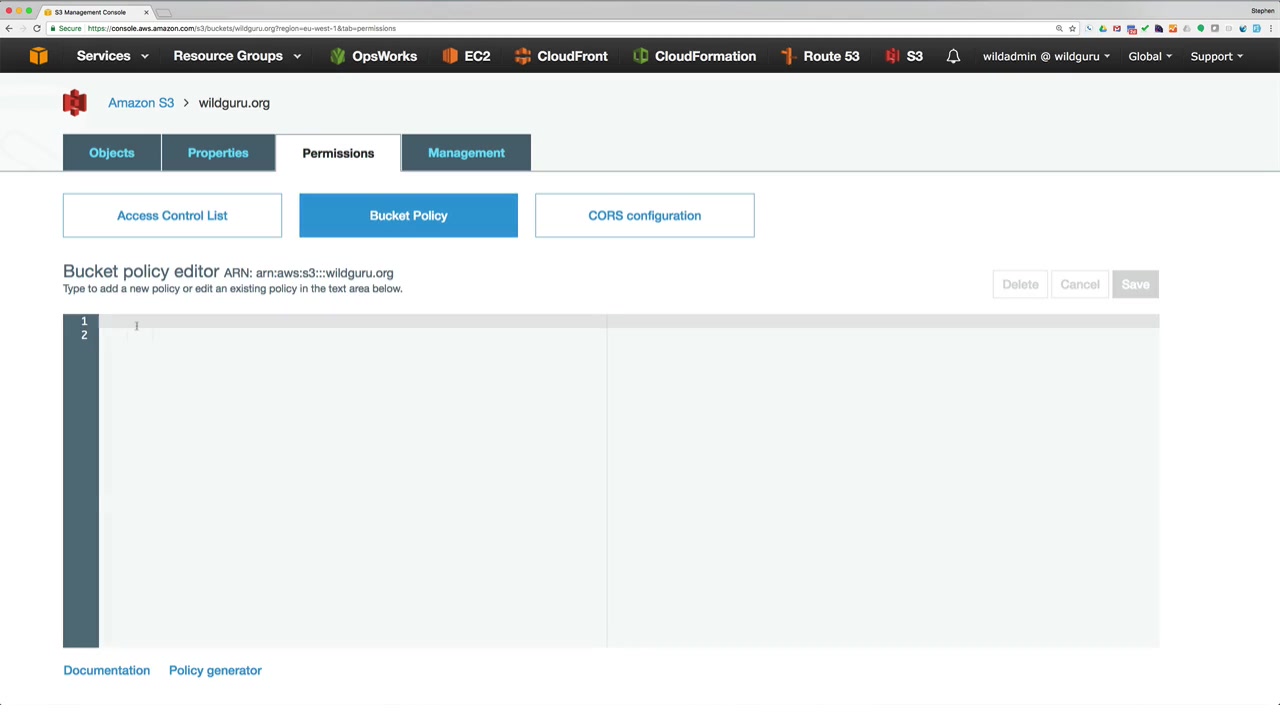 S3 Management Console
Stephen
Secure https://console.aws.amazon.com/s3/buckets/wildguru.org?region=eu-west-1&tab=permissions
Services Resource Groups OpsWorks EC2 CloudFront CloudFormation Route 53 S3 wildadmin @ wildguru Global Support
Amazon S3 > wildguru.org
Objects Properties Permissions Management
Access Control List Bucket Policy CORS configuration
Bucket policy editor ARN: arn:aws:s3:::wildguru.org
Type to add a new policy or edit an existing policy in the text area below.
Delete Cancel Save
1
2
Documentation Policy generator